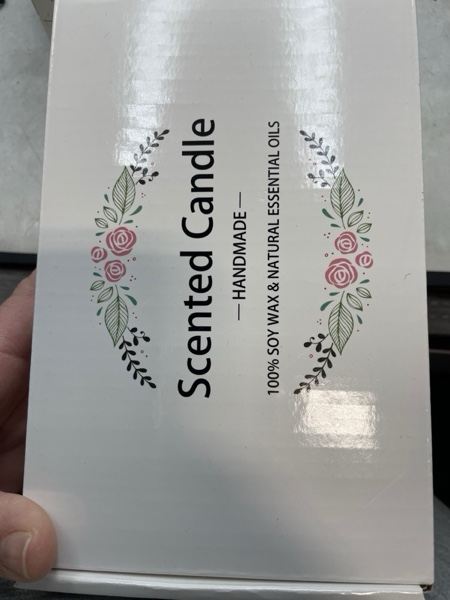 Scented Candle
— HANDMADE —
100% SOY WAX & NATURAL ESSENTIAL OILS